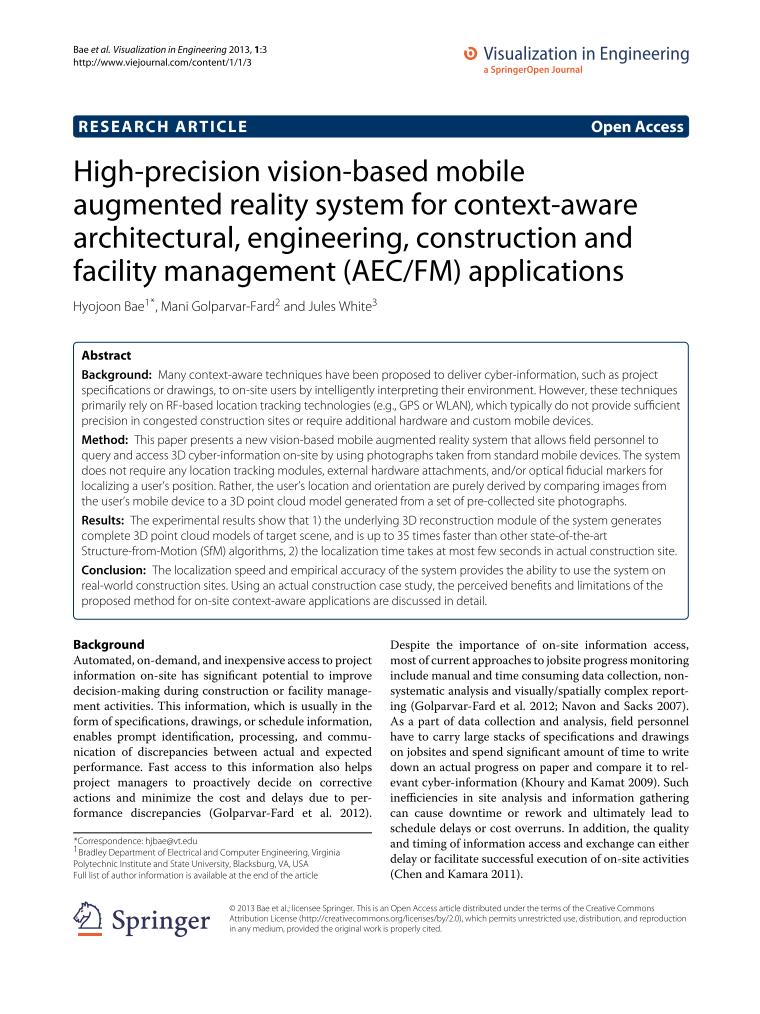 Bae et al. Visualization in Engineering 2013, 1:3
http://www.viejournal.com/content/1/1/3
Visualization in Engineering
a SpringerOpen Journal
RESEARCH ARTICLE
Open Access
High-precision vision-based mobile
augmented reality system for context-aware
architectural, engineering, construction and
facility management (AEC/FM) applications
Hyojoon Bae1*, Mani Golparvar-Fard2 and Jules White3
Abstract
Background: Many context-aware techniques have been proposed to deliver cyber-information, such as project
specifications or drawings, to on-site users by intelligently interpreting their environment. However, these techniques
primarily rely on RF-based location tracking technologies (e.g., GPS or WLAN), which typically do not provide sufficient
precision in congested construction sites or require additional hardware and custom mobile devices.
Method: This paper presents a new vision-based mobile augmented reality system that allows field personnel to
query and access 3D cyber-information on-site by using photographs taken from standard mobile devices. The system
does not require any location tracking modules, external hardware attachments, and/or optical fiducial markers for
localizing a user's position. Rather, the user's location and orientation are purely derived by comparing images from
the user's mobile device to a 3D point cloud model generated from a set of pre-collected site photographs.
Results: The experimental results show that 1) the underlying 3D reconstruction module of the system generates
complete 3D point cloud models of target scene, and is up to 35 times faster than other state-of-the-art
Structure-from-Motion (SfM) algorithms, 2) the localization time takes at most few seconds in actual construction site.
Conclusion: The localization speed and empirical accuracy of the system provides the ability to use the system on
real-world construction sites. Using an actual construction case study, the perceived benefits and limitations of the
proposed method for on-site context-aware applications are discussed in detail.
Background
Automated, on-demand, and inexpensive access to project
information on-site has significant potential to improve
decision-making during construction or facility manage-
ment activities. This information, which is usually in the
form of specifications, drawings, or schedule information,
enables prompt identification, processing, and commu-
nication of discrepancies between actual and expected
performance. Fast access to this information also helps
project managers to proactively decide on corrective
actions and minimize the cost and delays due to per-
formance discrepancies (Golparvar-Fard et al. 2012).
*Correspondence: hjbae@vt.edu
1Bradley Department of Electrical and Computer Engineering, Virginia
Polytechnic Institute and State University, Blacksburg, VA, USA
Full list of author information is available at the end of the article
Despite the importance of on-site information access,
most of current approaches to jobsite progress monitoring
include manual and time consuming data collection, non-
systematic analysis and visually/spatially complex report-
ing (Golparvar-Fard et al. 2012; Navon and Sacks 2007).
As a part of data collection and analysis, field personnel
have to carry large stacks of specifications and drawings
on jobsites and spend significant amount of time to write
down an actual progress on paper and compare it to rel-
evant cyber-information (Khoury and Kamat 2009). Such
inefficiencies in site analysis and information gathering
can cause downtime or rework and ultimately lead to
schedule delays or cost overruns. In addition, the quality
and timing of information access and exchange can either
delay or facilitate successful execution of on-site activities
(Chen and Kamara 2011).
Springer
© 2013 Bae et al.; licensee Springer. This is an Open Access article distributed under the terms of the Creative Commons
Attribution License (http://creativecommons.org/licenses/by/2.0), which permits unrestricted use, distribution, and reproduction
in any medium, provided the original work is properly cited.